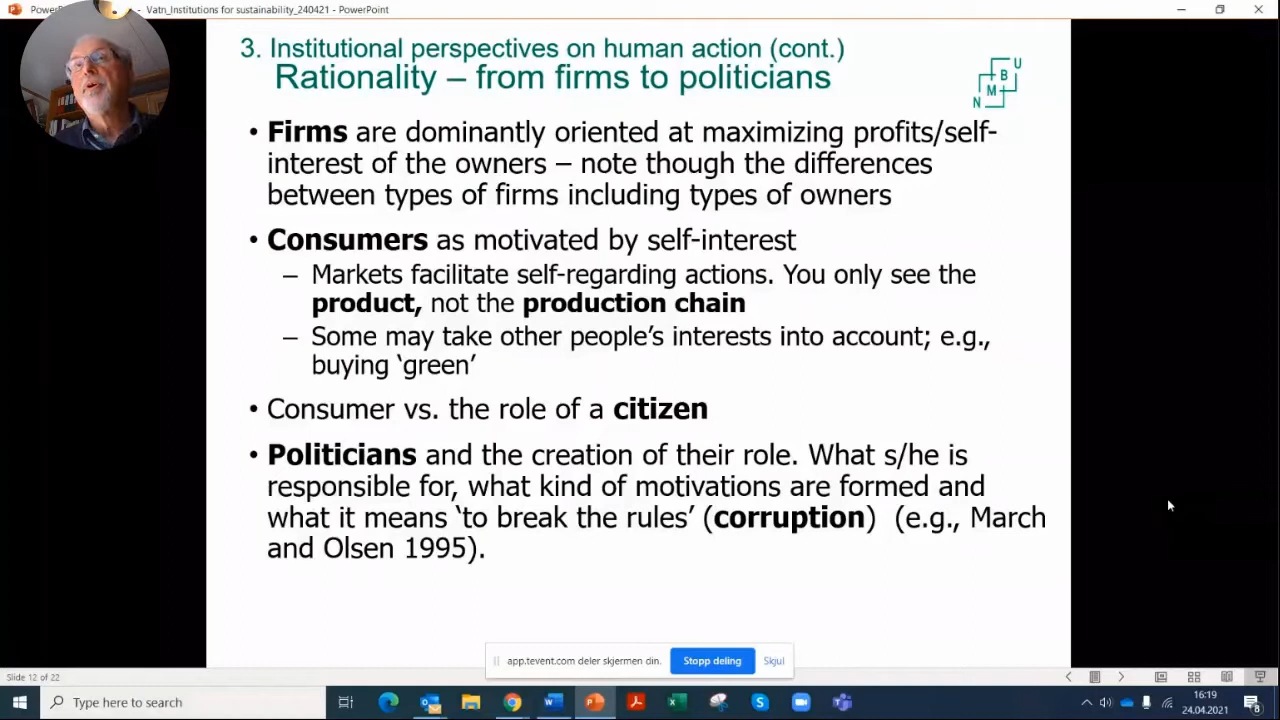 PowerP
- Vatn_Institutions for sustainability_240421 - PowerPoint
3. Institutional perspectives on human action (cont.)
Rationality – from firms to politicians
U
B
M
N
• Firms are dominantly oriented at maximizing profits/self-
interest of the owners – note though the differences
between types of firms including types of owners
• Consumers as motivated by self-interest
– Markets facilitate self-regarding actions. You only see the
product, not the production chain
– Some may take other people’s interests into account; e.g.,
buying ‘green’
• Consumer vs. the role of a citizen
• Politicians and the creation of their role. What s/he is
responsible for, what kind of motivations are formed and
what it means ‘to break the rules’ (corruption) (e.g., March
and Olsen 1995).
app.tevent.com deler skjermen din.
Stopp deling
Skjul
Slide 12 of 22
Type here to search
16:19
24.04.2021
8